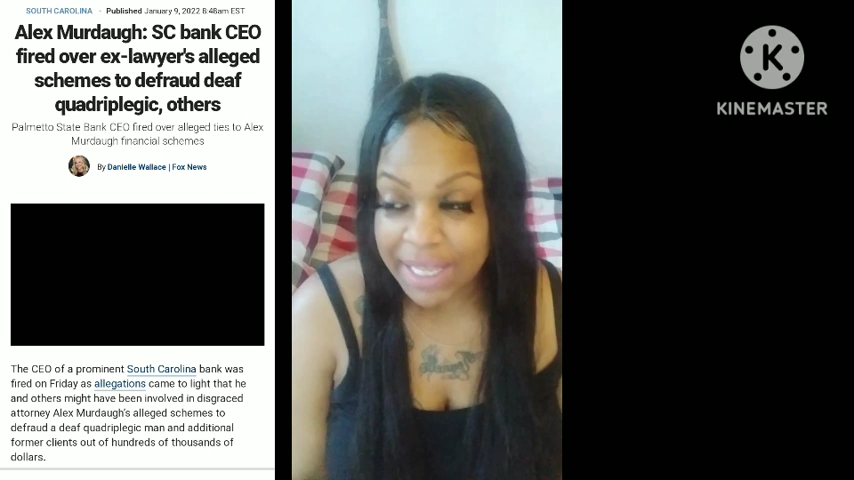 SOUTH CAROLINA · Published January 9, 2022 6:46am EST
Alex Murdaugh: SC bank CEO
fired over ex-lawyer's alleged
schemes to defraud deaf
quadriplegic, others
Palmetto State Bank CEO fired over alleged ties to Alex
Murdaugh financial schemes
By Danielle Wallace | Fox News
The CEO of a prominent South Carolina bank was
fired on Friday as allegations came to light that he
and others might have been involved in disgraced
attorney Alex Murdaugh's alleged schemes to
defraud a deaf quadriplegic man and additional
former clients out of hundreds of thousands of
dollars.
K
KINEMASTER